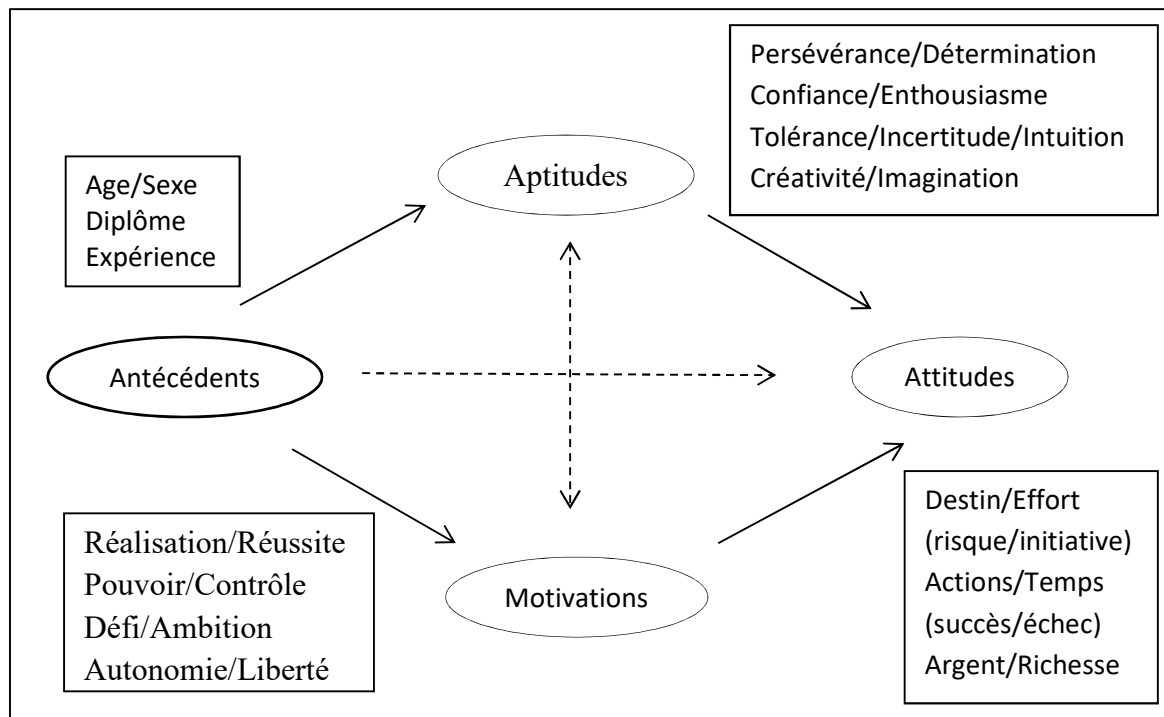 Persévérance/Détermination
Confiance/Enthousiasme
Tolérance/Incertitude/Intuition
Créativité/Imagination
Aptitudes
Age/Sexe
Diplôme
Expérience
Antécédents
Attitudes
Réalisation/Réussite
Pouvoir/Contrôle
Défi/Ambition
Autonomie/Liberté
Motivations
Destin/Effort
(risque/initiative)
Actions/Temps
(succès/échec)
Argent/Richesse